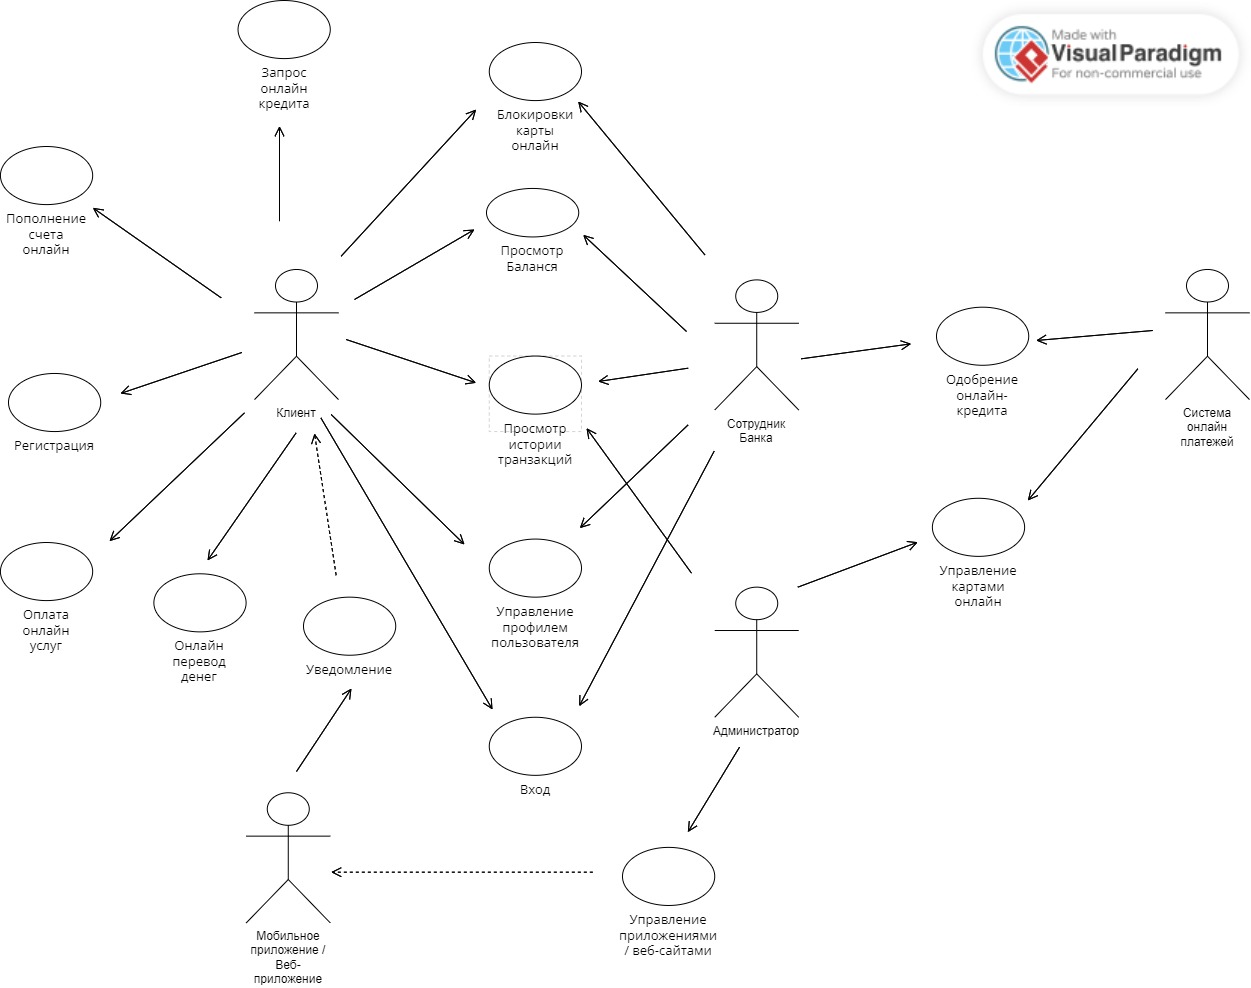 Made with
Visual Paradigm
For non-commercial use
Запрос
онлайн
кредита
Блокировки
карты
онлайн
Пополнение
счета
онлайн
Просмотр
Баланся
Клиент
Просмотр
истории
транзакций
Сотрудник
Банка
Одобрение
онлайн-
кредита
Система
онлайн
платежей
Регистрация
Оплата
онлайн
услуг
Онлайн
перевод
денег
Уведомление
Управление
профилем
пользователя
Управление
картами
онлайн
Администратор
Вход
Мобильное
приложение /
Веб-
приложение
Управление
приложениями
/ веб-сайтами